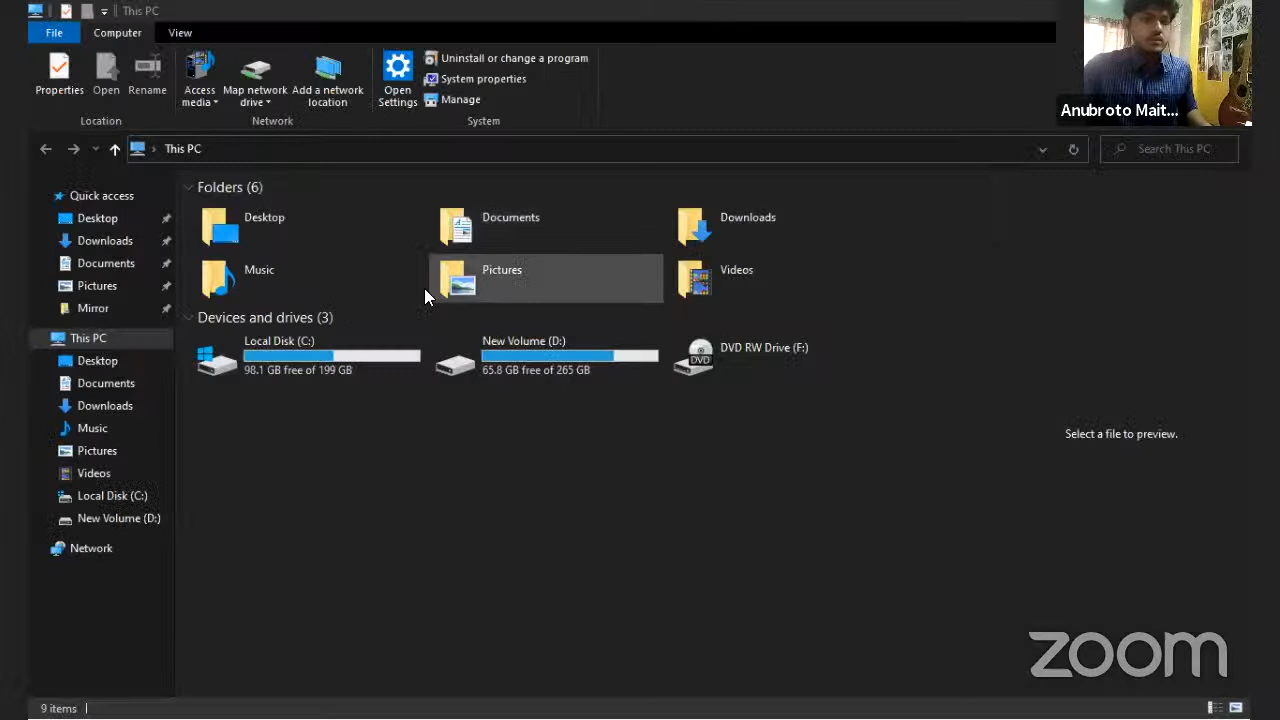 This PC
File
Computer
View
Properties
Open
Rename
Location
Access media
Map network drive
Add a network location
Network
Open Settings
Uninstall or change a program
System properties
Manage
System
Anubroto Mait...
This PC
Search This PC
Quick access
Desktop
Downloads
Documents
Pictures
Mirror
This PC
Desktop
Documents
Downloads
Music
Pictures
Videos
Local Disk (C:)
New Volume (D:)
Network
Folders (6)
Desktop
Documents
Downloads
Music
Pictures
Videos
Devices and drives (3)
Local Disk (C:)
98.1 GB free of 199 GB
New Volume (D:)
65.8 GB free of 265 GB
DVD RW Drive (F:)
DVD
Select a file to preview.
zoom
9 items